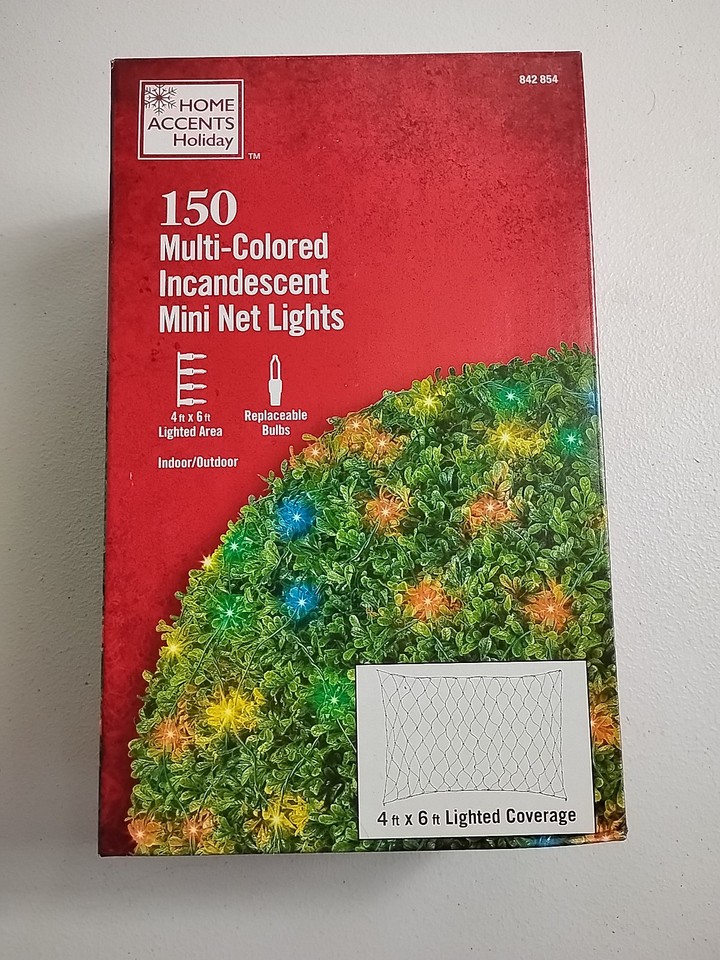 842 854
HOME
ACCENTS
Holiday
TM
150
Multi-Colored
Incandescent
Mini Net Lights
4 ft x 6 ft
Lighted Area
Replaceable
Bulbs
Indoor/Outdoor
4 ft x 6 ft Lighted Coverage